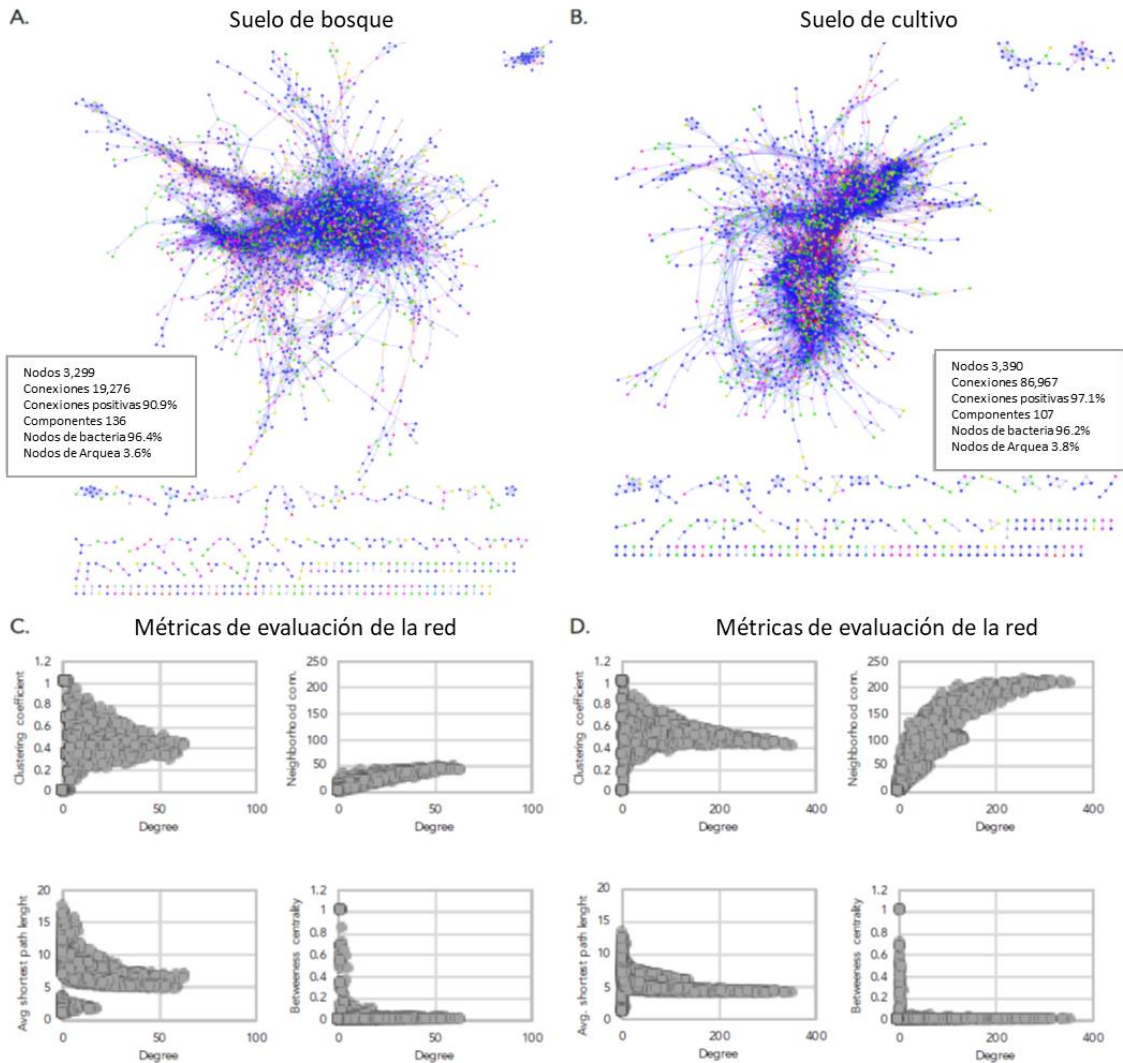 A.
Suelo de bosque
B.
Suelo de cultivo
Nodos 3,299
Conexiones 19,276
Conexiones positivas 90.9%
Componentes 136
Nodos de bacteria 96.4%
Nodos de Arquea 3.6%
Nodos 3,390
Conexiones 86,967
Conexiones positivas 97.1%
Componentes 107
Nodos de bacteria 96.2%
Nodos de Arquea 3.8%
C.
Métricas de evaluación de la red
D.
Métricas de evaluación de la red
Clustering coefficient
1.2
1
0.8
0.6
0.4
0.2
0
0
50
100
Degree
Neighborhood conn.
250
200
150
100
50
0
0
50
100
Degree
Clustering coefficient
1.2
1
0.8
0.6
0.4
0.2
0
0
200
400
Degree
Neighborhood conn.
250
200
150
100
50
0
0
200
400
Degree
Avg shortest path lenght
20
15
10
5
0
0
50
100
Degree
Betweeness centrality
1.2
1
0.8
0.6
0.4
0.2
0
0
50
100
Degree
Avg. shortest path lenght
20
15
10
5
0
0
200
400
Degree
Betweeness centrality
1.2
1
0.8
0.6
0.4
0.2
0
0
200
400
Degree